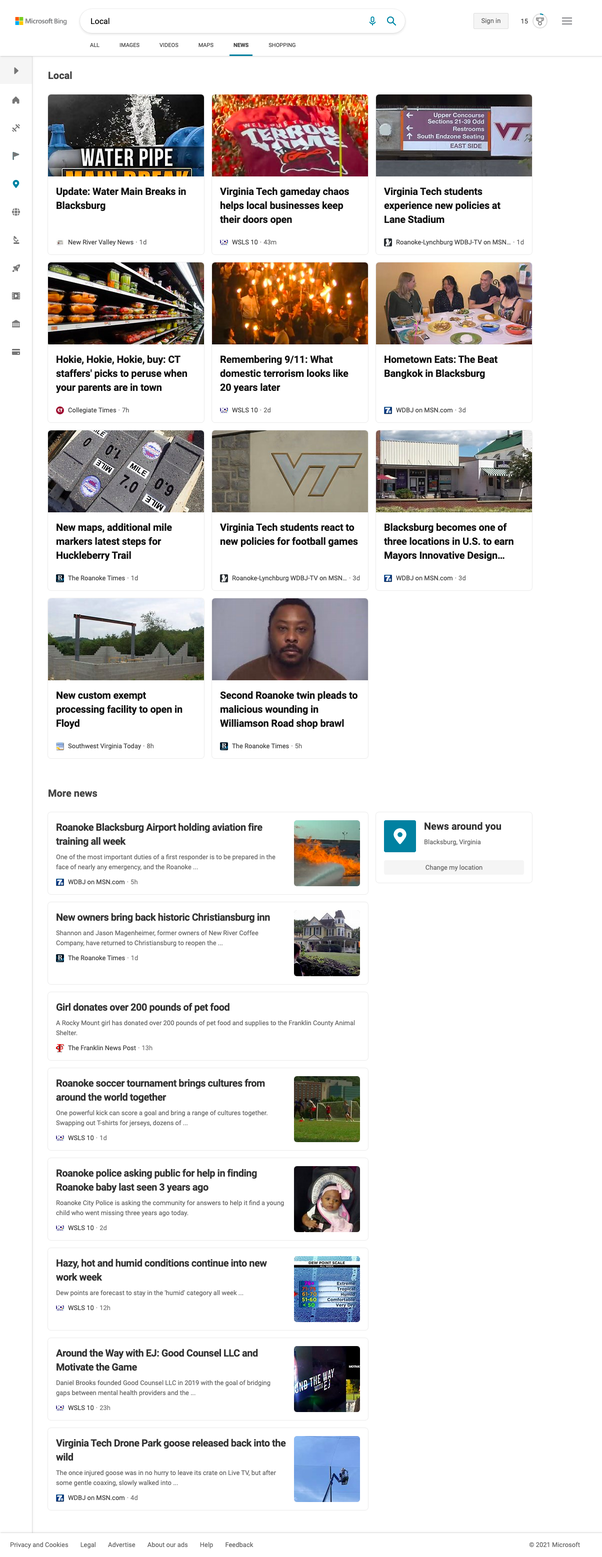 Microsoft Bing
Local
Sign in
15
ALL
IMAGES
VIDEOS
MAPS
NEWS
SHOPPING
Local
WATER PIPE
MAIN BREAK
Update: Water Main Breaks in
Blacksburg
New River Valley News · 1d
TERROR
DOME
Virginia Tech gameday chaos
helps local businesses keep
their doors open
WSLS 10 · 43m
Upper Concourse
Sections 21-39 Odd
Restrooms
South Endzone Seating
EAST SIDE
VT
Virginia Tech students
experience new policies at
Lane Stadium
Roanoke-Lynchburg WDBJ-TV on MSN... · 1d
Hokie, Hokie, Hokie, buy: CT
staffers' picks to peruse when
your parents are in town
Collegiate Times · 7h
Remembering 9/11: What
domestic terrorism looks like
20 years later
WSLS 10 · 2d
Hometown Eats: The Beat
Bangkok in Blacksburg
WDBJ on MSN.com · 3d
MILE
MILE
MILE
0
1.0
7.0
6.0
New maps, additional mile
markers latest steps for
Huckleberry Trail
The Roanoke Times · 1d
VT
Virginia Tech students react to
new policies for football games
Roanoke-Lynchburg WDBJ-TV on MSN... · 3d
Blacksburg becomes one of
three locations in U.S. to earn
Mayors Innovative Design...
WDBJ on MSN.com · 3d
New custom exempt
processing facility to open in
Floyd
Southwest Virginia Today · 8h
Second Roanoke twin pleads to
malicious wounding in
Williamson Road shop brawl
The Roanoke Times · 5h
More news
Roanoke Blacksburg Airport holding aviation fire
training all week
One of the most important duties of a first responder is to be prepared in the
face of nearly any emergency, and the Roanoke ...
WDBJ on MSN.com · 5h
News around you
Blacksburg, Virginia
Change my location
New owners bring back historic Christiansburg inn
Shannon and Jason Magenheimer, former owners of New River Coffee
Company, have returned to Christiansburg to reopen the ...
The Roanoke Times · 1d
Girl donates over 200 pounds of pet food
A Rocky Mount girl has donated over 200 pounds of pet food and supplies to the Franklin County Animal
Shelter.
The Franklin News Post · 13h
Roanoke soccer tournament brings cultures from
around the world together
One powerful kick can score a goal and bring a range of cultures together.
Swapping out T-shirts for jerseys, dozens of ...
WSLS 10 · 1d
Roanoke police asking public for help in finding
Roanoke baby last seen 3 years ago
Roanoke City Police is asking the community for answers to help it find a young
child who went missing three years ago today.
WSLS 10 · 2d
Hazy, hot and humid conditions continue into new
work week
Dew points are forecast to stay in the 'humid' category all week ...
WSLS 10 · 12h
DEW POINT SCALE
Around the Way with EJ: Good Counsel LLC and
Motivate the Game
Daniel Brooks founded Good Counsel LLC in 2019 with the goal of bridging
gaps between mental health providers and the ...
WSLS 10 · 23h
Virginia Tech Drone Park goose released back into the
wild
The once injured goose was in no hurry to leave its crate on Live TV, but after
some gentle coaxing, slowly walked into ...
WDBJ on MSN.com · 4d
Privacy and Cookies
Legal
Advertise
About our ads
Help
Feedback
© 2021 Microsoft